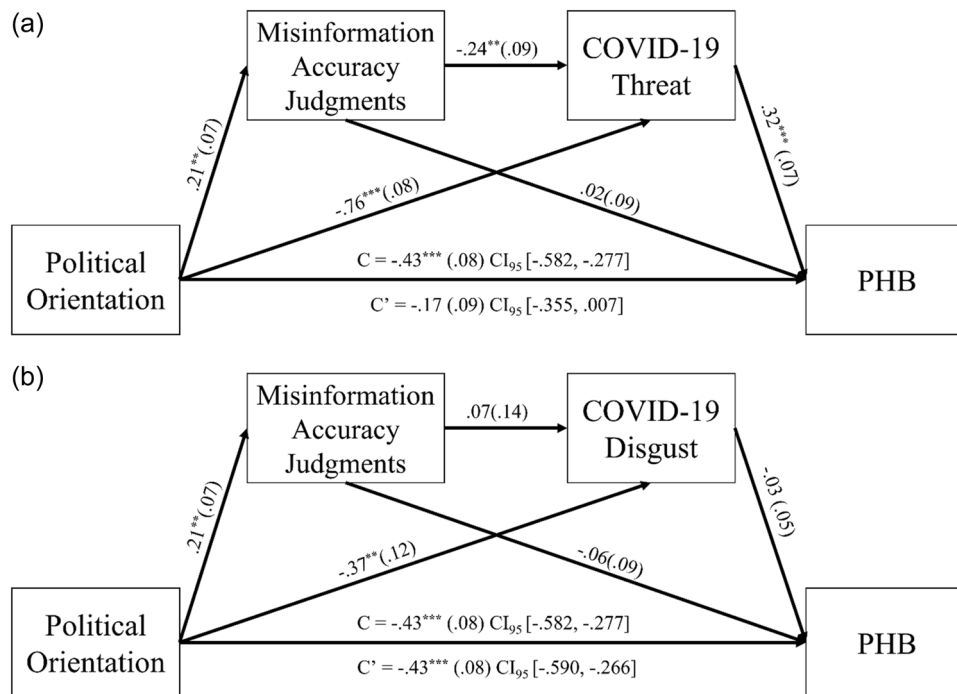 (a)
Misinformation
Accuracy
Judgments
-.24**(.09)
COVID-19
Threat
.21**(.07)
-.76***(.08)
.02(.09)
.32***(.07)
Political
Orientation
C = -.43*** (.08) CI₉₅ [-.582, -.277]
C’ = -.17 (.09) CI₉₅ [-.355, .007]
PHB
(b)
Misinformation
Accuracy
Judgments
.07(.14)
COVID-19
Disgust
.21**(.07)
-.37**(.12)
-.06(.09)
-.03 (.05)
Political
Orientation
C = -.43*** (.08) CI₉₅ [-.582, -.277]
C’ = -.43*** (.08) CI₉₅ [-.590, -.266]
PHB